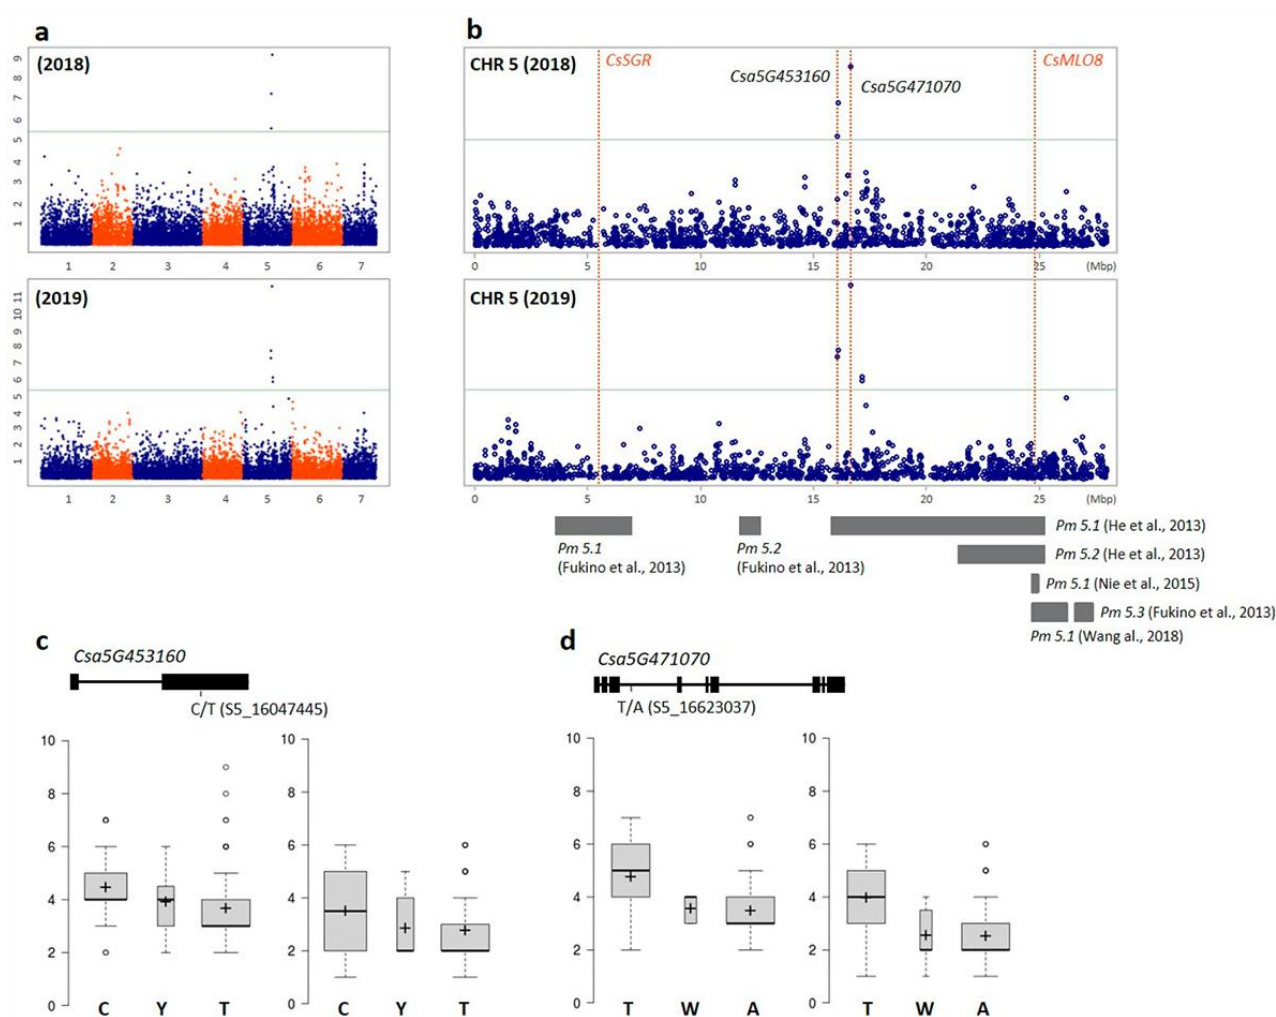 a
(2018)
9
8
7
6
5
4
3
2
1
1 2 3 4 5 6 7
(2019)
11
10
9
8
7
6
5
4
3
2
1
1 2 3 4 5 6 7
b
CHR 5 (2018)
CsSGR
Csa5G453160
Csa5G471070
CsMLO8
0 5 10 15 20 25 (Mbp)
CHR 5 (2019)
0 5 10 15 20 25 (Mbp)
Pm 5.1
(Fukino et al., 2013)
Pm 5.2
(Fukino et al., 2013)
Pm 5.1 (He et al., 2013)
Pm 5.2 (He et al., 2013)
Pm 5.1 (Nie et al., 2015)
Pm 5.3 (Fukino et al., 2013)
Pm 5.1 (Wang al., 2018)
c
Csa5G453160
C/T (S5_16047445)
10
8
6
4
2
0
C Y T
10
8
6
4
2
0
C Y T
d
Csa5G471070
T/A (S5_16623037)
10
8
6
4
2
0
T W A
10
8
6
4
2
0
T W A